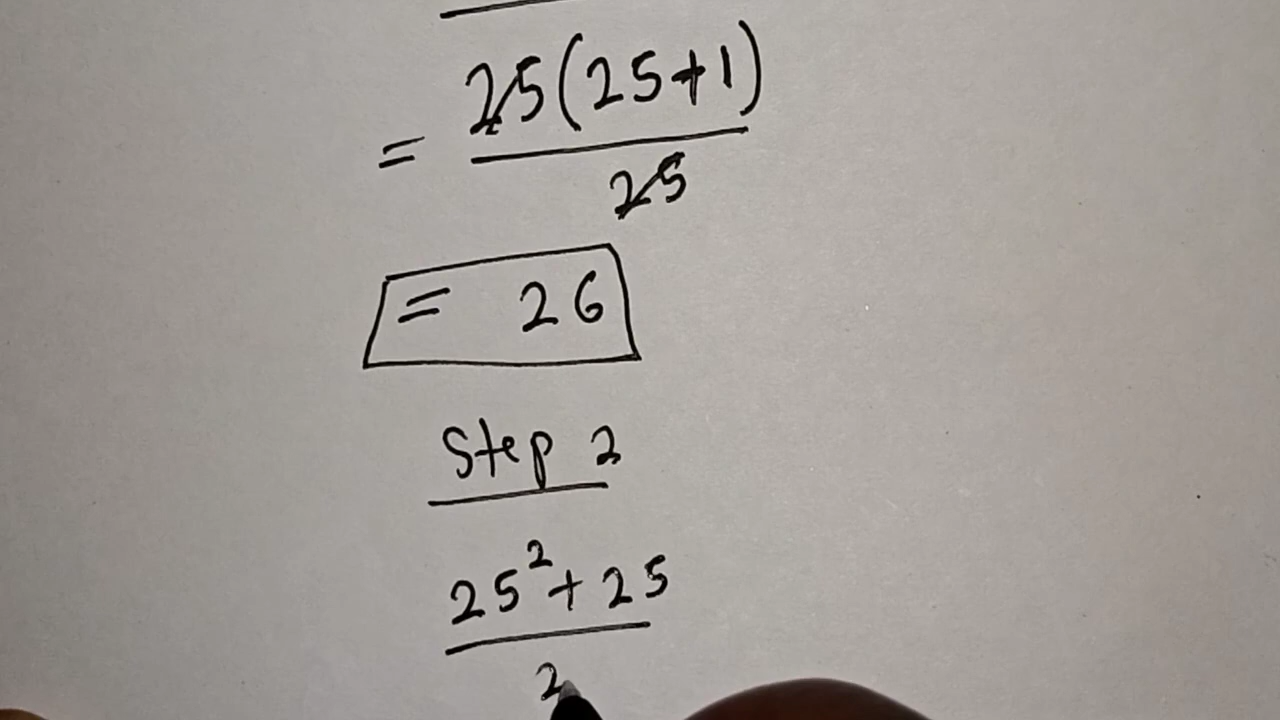 = 25(25+1)
25
= 26
Step 2
25² + 25
2